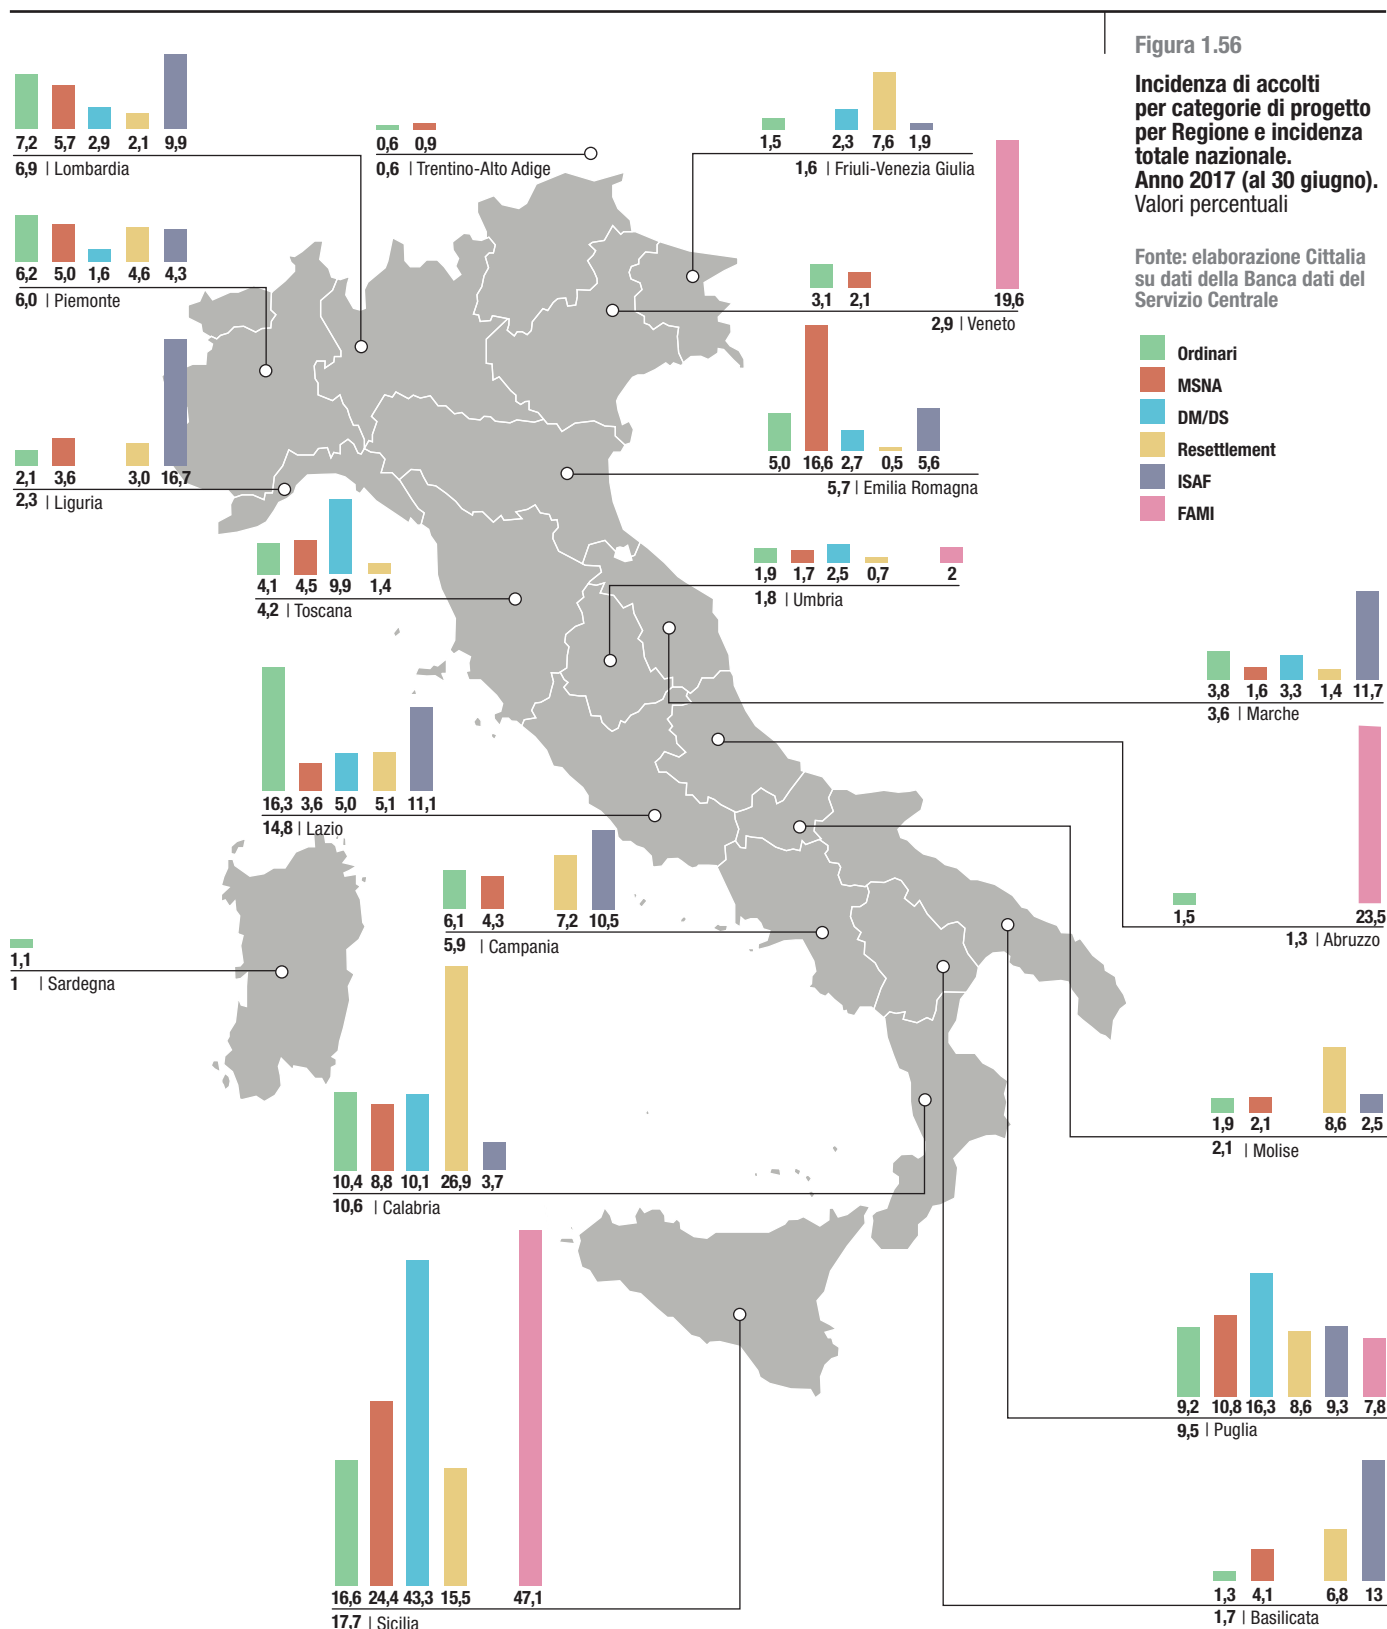 Figura 1.56
Incidenza di accolti
per categorie di progetto
per Regione e incidenza
totale nazionale.
Anno 2017 (al 30 giugno).
Valori percentuali
Fonte: elaborazione Cittalia
su dati della Banca dati del
Servizio Centrale
Ordinari
MSNA
DM/DS
Resettlement
ISAF
FAMI
7,2 5,7 2,9 2,1 9,9
6,9 | Lombardia
0,6 0,9
0,6 | Trentino-Alto Adige
1,5 2,3 7,6 1,9
1,6 | Friuli-Venezia Giulia
6,2 5,0 1,6 4,6 4,3
6,0 | Piemonte
3,1 2,1 19,6
2,9 | Veneto
2,1 3,6 3,0 16,7
2,3 | Liguria
5,0 16,6 2,7 0,5 5,6
5,7 | Emilia Romagna
4,1 4,5 9,9 1,4
4,2 | Toscana
1,9 1,7 2,5 0,7 2
1,8 | Umbria
3,8 1,6 3,3 1,4 11,7
3,6 | Marche
16,3 3,6 5,0 5,1 11,1
14,8 | Lazio
6,1 4,3 7,2 10,5
5,9 | Campania
1,5 23,5
1,3 | Abruzzo
1,1
1 | Sardegna
1,9 2,1 8,6 2,5
2,1 | Molise
10,4 8,8 10,1 26,9 3,7
10,6 | Calabria
9,2 10,8 16,3 8,6 9,3 7,8
9,5 | Puglia
16,6 24,4 43,3 15,5 47,1
17,7 | Sicilia
1,3 4,1 6,8 13
1,7 | Basilicata